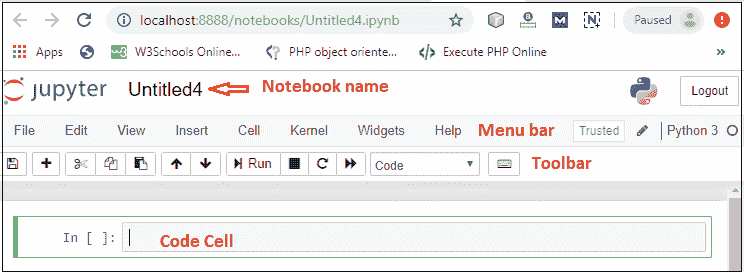 localhost:8888/notebooks/Untitled4.ipynb Paused
Apps W3Schools Online... PHP object oriente... Execute PHP Online »
jupyter Untitled4 Notebook name Logout
File Edit View Insert Cell Kernel Widgets Help Menu bar Trusted Python 3
Run Code Toolbar
In [ ]: Code Cell